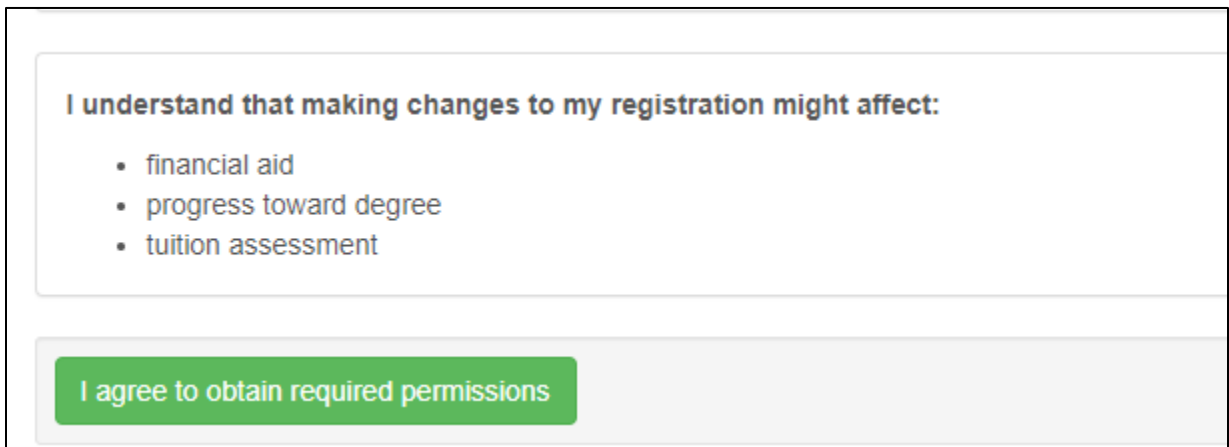 I understand that making changes to my registration might affect:
• financial aid
• progress toward degree
• tuition assessment
I agree to obtain required permissions